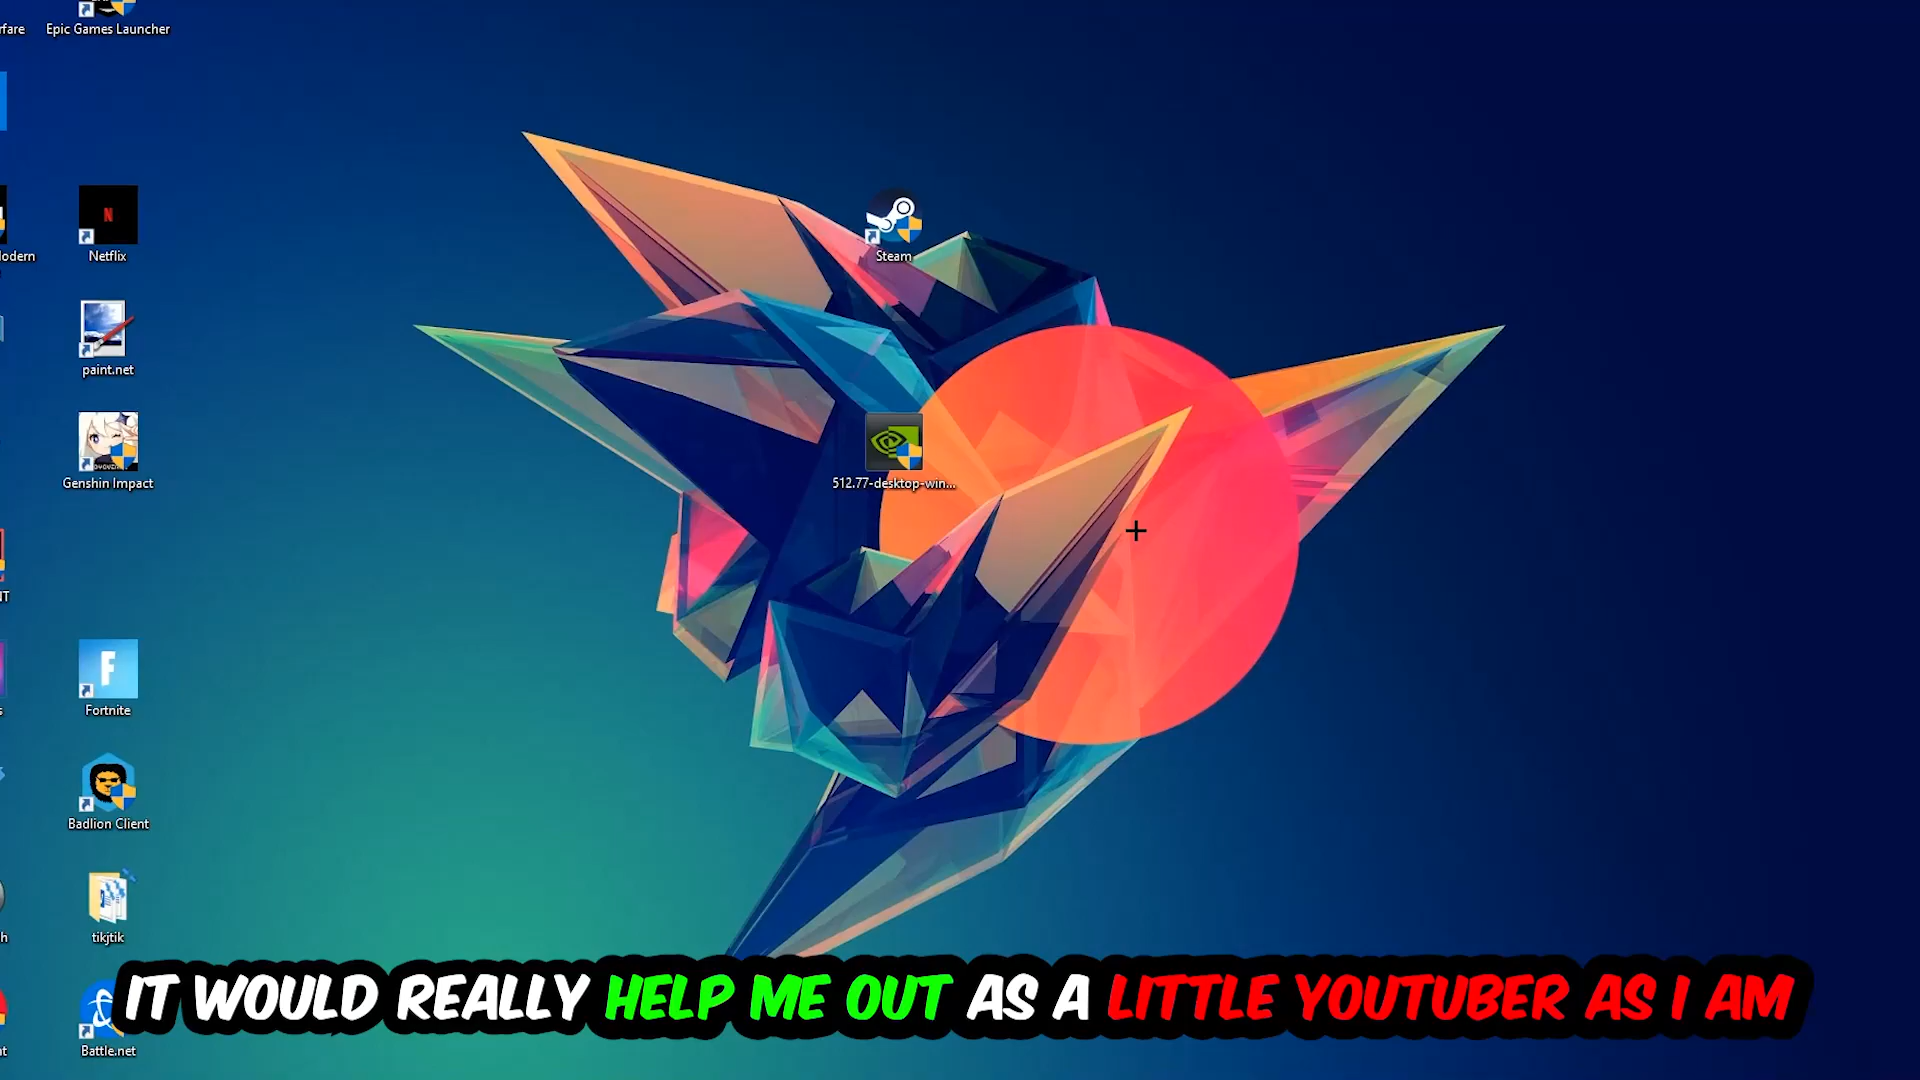 rfare
Epic Games Launcher
Netflix
Steam
paint.net
512.77-desktop-win...
Genshin Impact
Fortnite
Badlion Client
tikjtik
IT WOULD REALLY HELP ME OUT AS A LITTLE YOUTUBER AS I AM
Battle.net